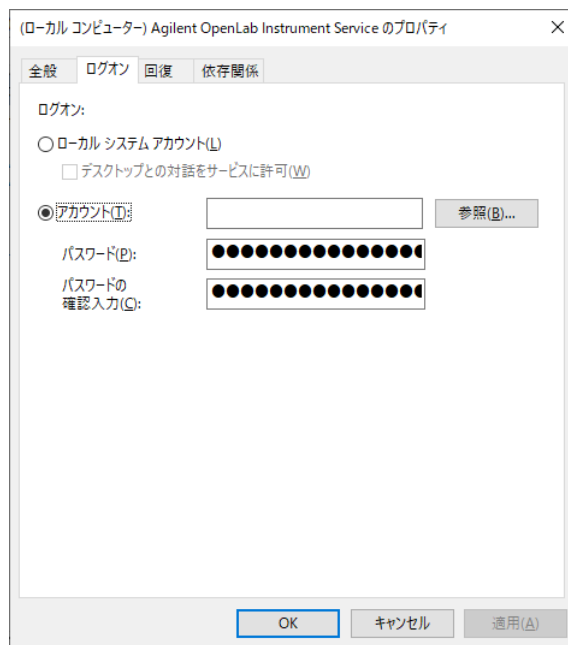 (ローカル コンピューター) Agilent OpenLab Instrument Service のプロパティ
全般 ログオン 回復 依存関係
ログオン:
ローカル システム アカウント(L)
デスクトップとの対話をサービスに許可(W)
アカウント(T): 参照(B)...
パスワード(P): ●●●●●●●●●●●●●●●
パスワードの
確認入力(C): ●●●●●●●●●●●●●●●
OK キャンセル 適用(A)